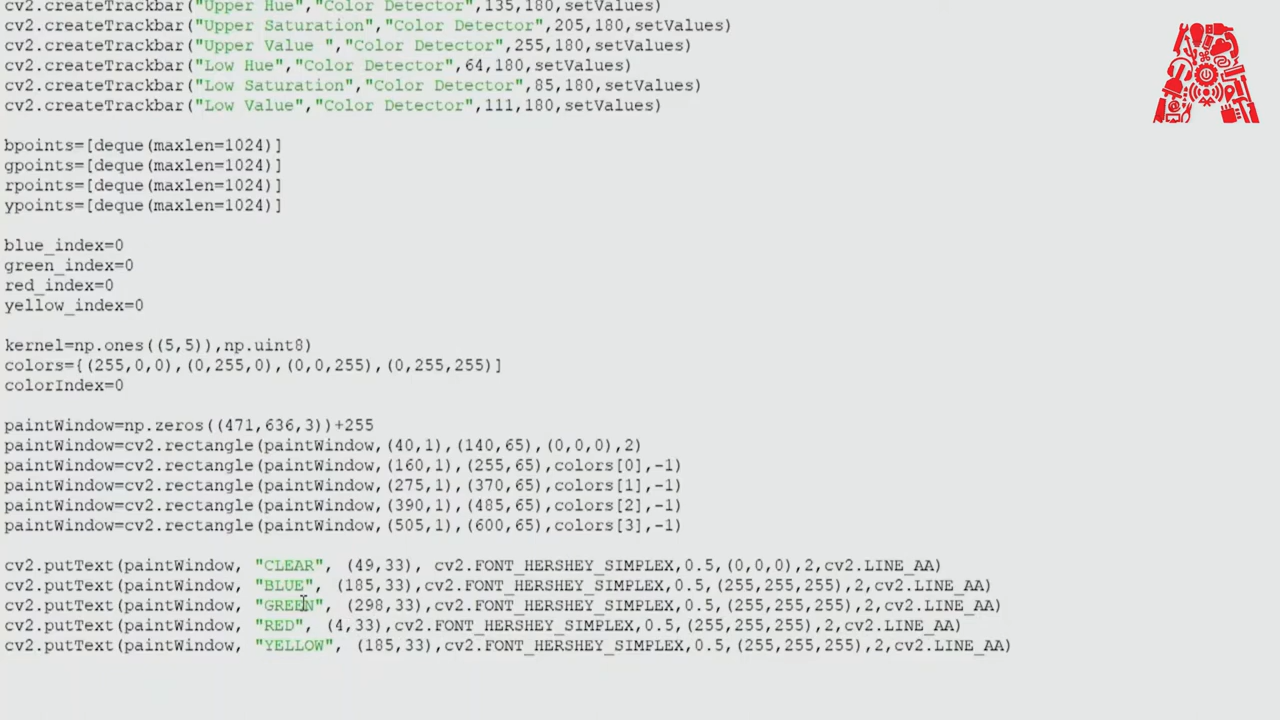 cv2.createTrackbar("Upper Hue","Color Detector",135,180,setValues)
cv2.createTrackbar("Upper Saturation","Color Detector",205,180,setValues)
cv2.createTrackbar("Upper Value ","Color Detector",255,180,setValues)
cv2.createTrackbar("Low Hue","Color Detector",64,180,setValues)
cv2.createTrackbar("Low Saturation","Color Detector",85,180,setValues)
cv2.createTrackbar("Low Value","Color Detector",111,180,setValues)
bpoints=[deque(maxlen=1024)]
gpoints=[deque(maxlen=1024)]
rpoints=[deque(maxlen=1024)]
ypoints=[deque(maxlen=1024)]
blue_index=0
green_index=0
red_index=0
yellow_index=0
kernel=np.ones((5,5)),np.uint8)
colors={(255,0,0),(0,255,0),(0,0,255),(0,255,255)]
colorIndex=0
paintWindow=np.zeros((471,636,3))+255
paintWindow=cv2.rectangle(paintWindow,(40,1),(140,65),(0,0,0),2)
paintWindow=cv2.rectangle(paintWindow,(160,1),(255,65),colors[0],-1)
paintWindow=cv2.rectangle(paintWindow,(275,1),(370,65),colors[1],-1)
paintWindow=cv2.rectangle(paintWindow,(390,1),(485,65),colors[2],-1)
paintWindow=cv2.rectangle(paintWindow,(505,1),(600,65),colors[3],-1)
cv2.putText(paintWindow, "CLEAR", (49,33), cv2.FONT_HERSHEY_SIMPLEX,0.5,(0,0,0),2,cv2.LINE_AA)
cv2.putText(paintWindow, "BLUE", (185,33),cv2.FONT_HERSHEY_SIMPLEX,0.5,(255,255,255),2,cv2.LINE_AA)
cv2.putText(paintWindow, "GREEN", (298,33),cv2.FONT_HERSHEY_SIMPLEX,0.5,(255,255,255),2,cv2.LINE_AA)
cv2.putText(paintWindow, "RED", (4,33),cv2.FONT_HERSHEY_SIMPLEX,0.5,(255,255,255),2,cv2.LINE_AA)
cv2.putText(paintWindow, "YELLOW", (185,33),cv2.FONT_HERSHEY_SIMPLEX,0.5,(255,255,255),2,cv2.LINE_AA)